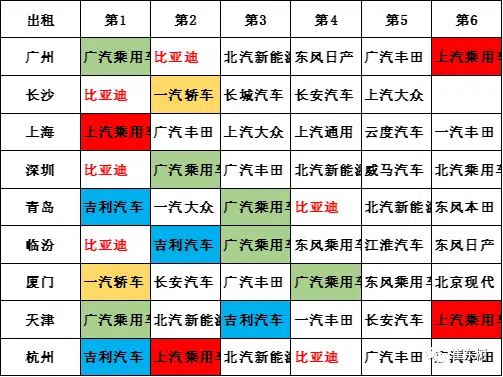 出租 第1 第2 第3 第4 第5 第6
广州 广汽乘用车 比亚迪 北汽新能源 东风日产 广汽丰田 上汽乘用车
长沙 比亚迪 一汽轿车 长城汽车 长安汽车 上汽大众
上海 上汽乘用车 广汽丰田 上汽大众 上汽通用 云度汽车 一汽丰田
深圳 比亚迪 广汽乘用车 广汽丰田 北汽新能源 威马汽车 北汽大众
青岛 吉利汽车 一汽大众 广汽乘用车 比亚迪 北汽新能源 东风本田
临汾 比亚迪 吉利汽车 广汽乘用车 东风乘用车 江淮汽车 东风日产
厦门 一汽轿车 长安汽车 广汽丰田 广汽乘用车 东风乘用车 北京现代
天津 广汽乘用车 北汽新能源 吉利汽车 一汽丰田 长安汽车 上汽乘用车
杭州 吉利汽车 上汽乘用车 北汽新能源 比亚迪 广汽丰田
崔东树